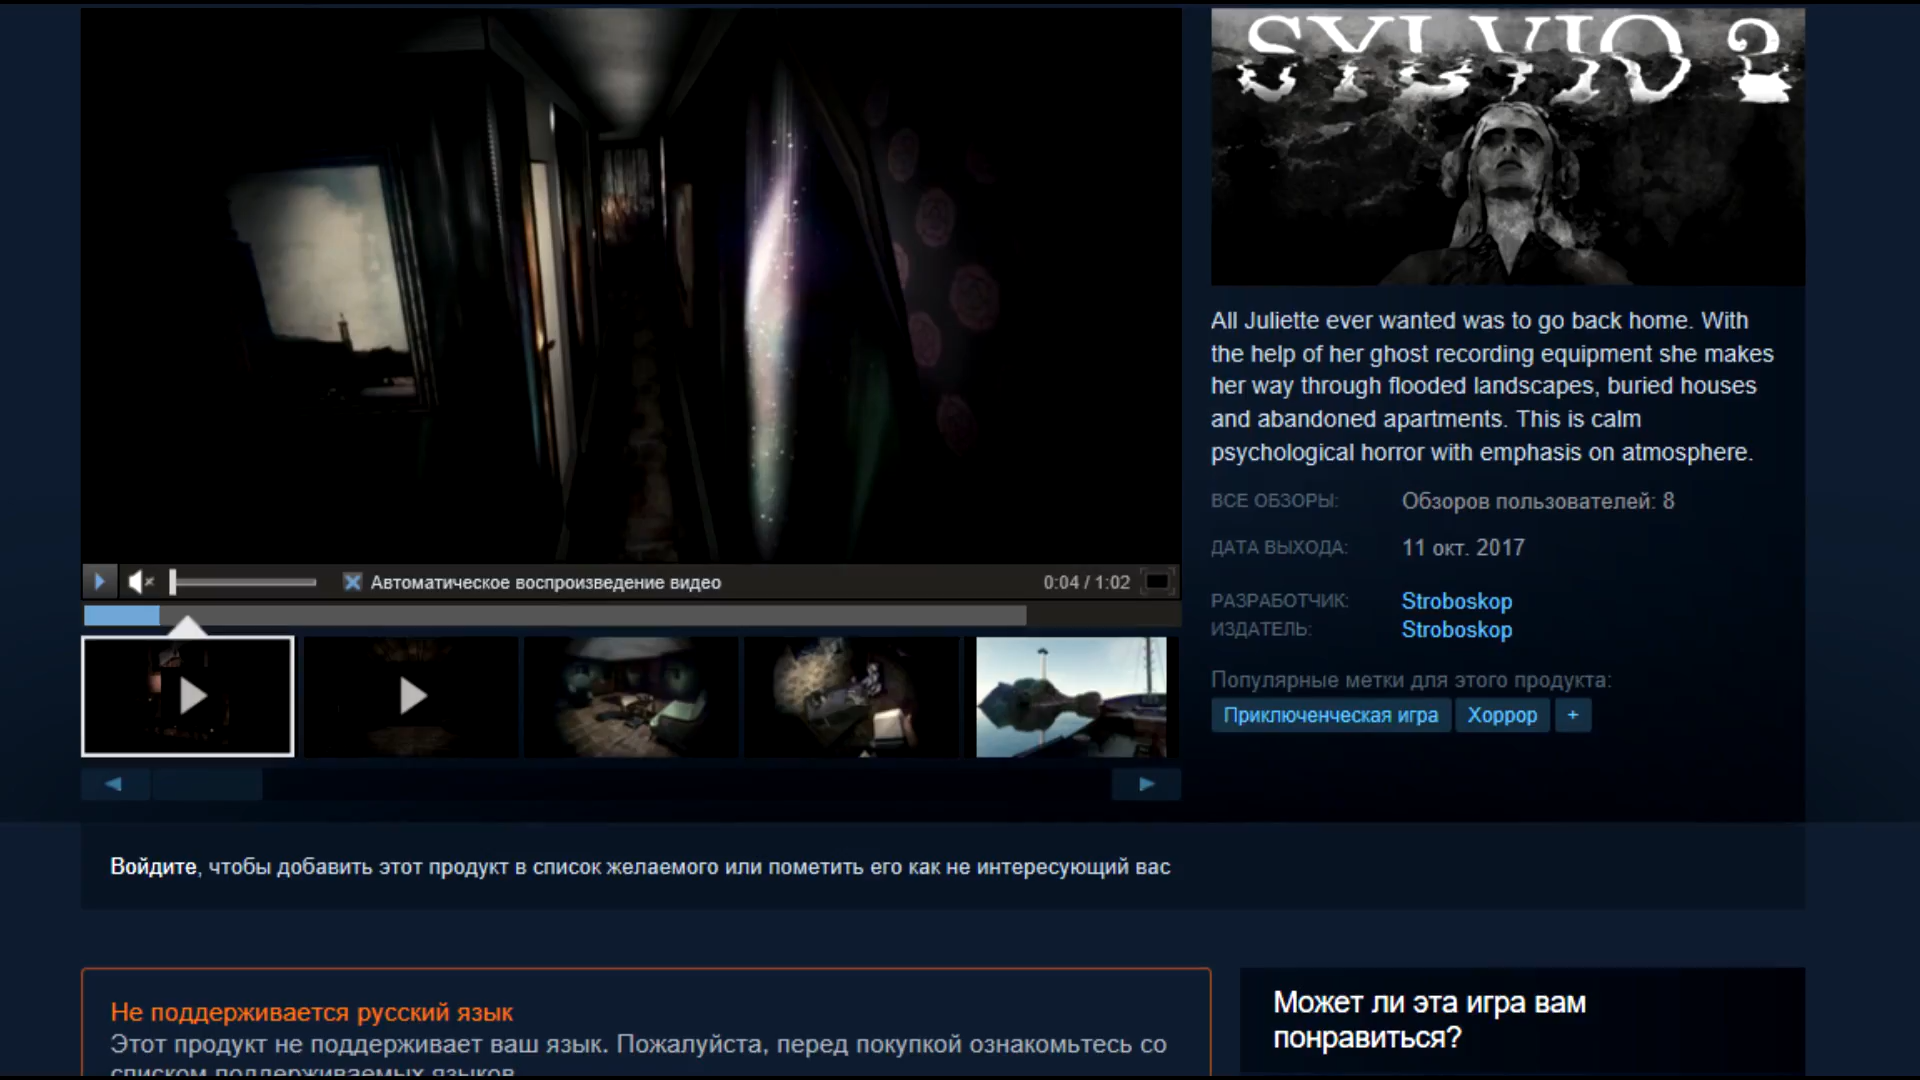 SYLVIO 2
All Juliette ever wanted was to go back home. With
the help of her ghost recording equipment she makes
her way through flooded landscapes, buried houses
and abandoned apartments. This is calm
psychological horror with emphasis on atmosphere.
ВСЕ ОБЗОРЫ: Обзоров пользователей: 8
ДАТА ВЫХОДА: 11 окт. 2017
РАЗРАБОТЧИК: Stroboskop
ИЗДАТЕЛЬ: Stroboskop
Популярные метки для этого продукта:
Приключенческая игра Хоррор +
Автоматическое воспроизведение видео 0:04 / 1:02
Войдите, чтобы добавить этот продукт в список желаемого или пометить его как не интересующий вас
Не поддерживается русский язык
Этот продукт не поддерживает ваш язык. Пожалуйста, перед покупкой ознакомьтесь со
списком поддерживаемых языков
Может ли эта игра вам
понравиться?